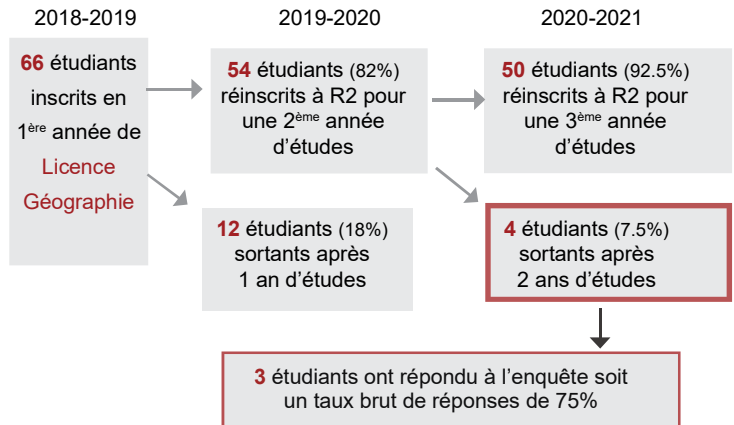 2018-2019
2019-2020
2020-2021
66 étudiants
inscrits en
1ère année de
Licence
Géographie
54 étudiants (82%)
réinscrits à R2 pour
une 2ème année
d’études
50 étudiants (92.5%)
réinscrits à R2 pour
une 3ème année
d’études
12 étudiants (18%)
sortants après
1 an d’études
4 étudiants (7.5%)
sortants après
2 ans d’études
3 étudiants ont répondu à l’enquête soit
un taux brut de réponses de 75%